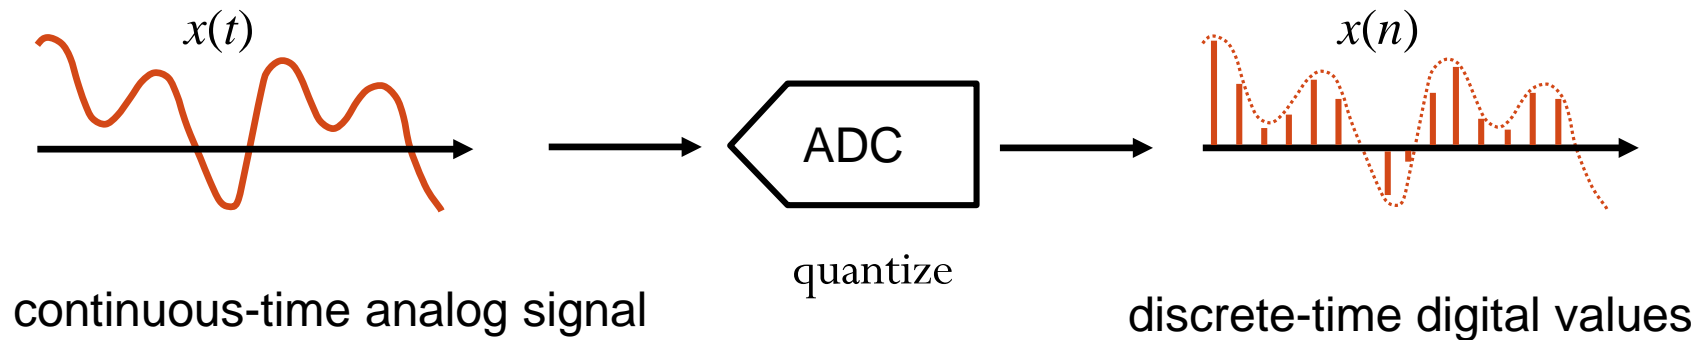 x(t)
x(n)
ADC
quantize
continuous-time analog signal
discrete-time digital values